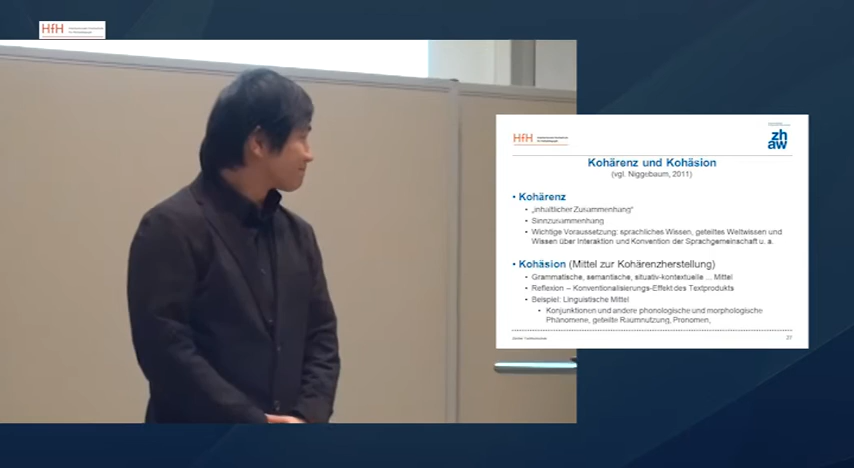 HfH
HfH
zh
aw
Kohärenz und Kohäsion
(vgl. Niggebaum, 2011)
• Kohärenz
• „inhaltlicher Zusammenhang"
• Sinnzusammenhang
• Wichtige Voraussetzung: sprachliches Wissen, geteiltes Weltwissen und
Wissen über Interaktion und Konvention der Sprachgemeinschaft u. a.
• Kohäsion (Mittel zur Kohärenzherstellung)
• Grammatische, semantische, situativ-kontextuelle ... Mittel
• Reflexion – Konventionalisierungs-Effekt des Textprodukts
• Beispiel: Linguistische Mittel
• Konjunktionen und andere phonologische und morphologische
Phänomene, geteilte Raumnutzung, Pronomen,